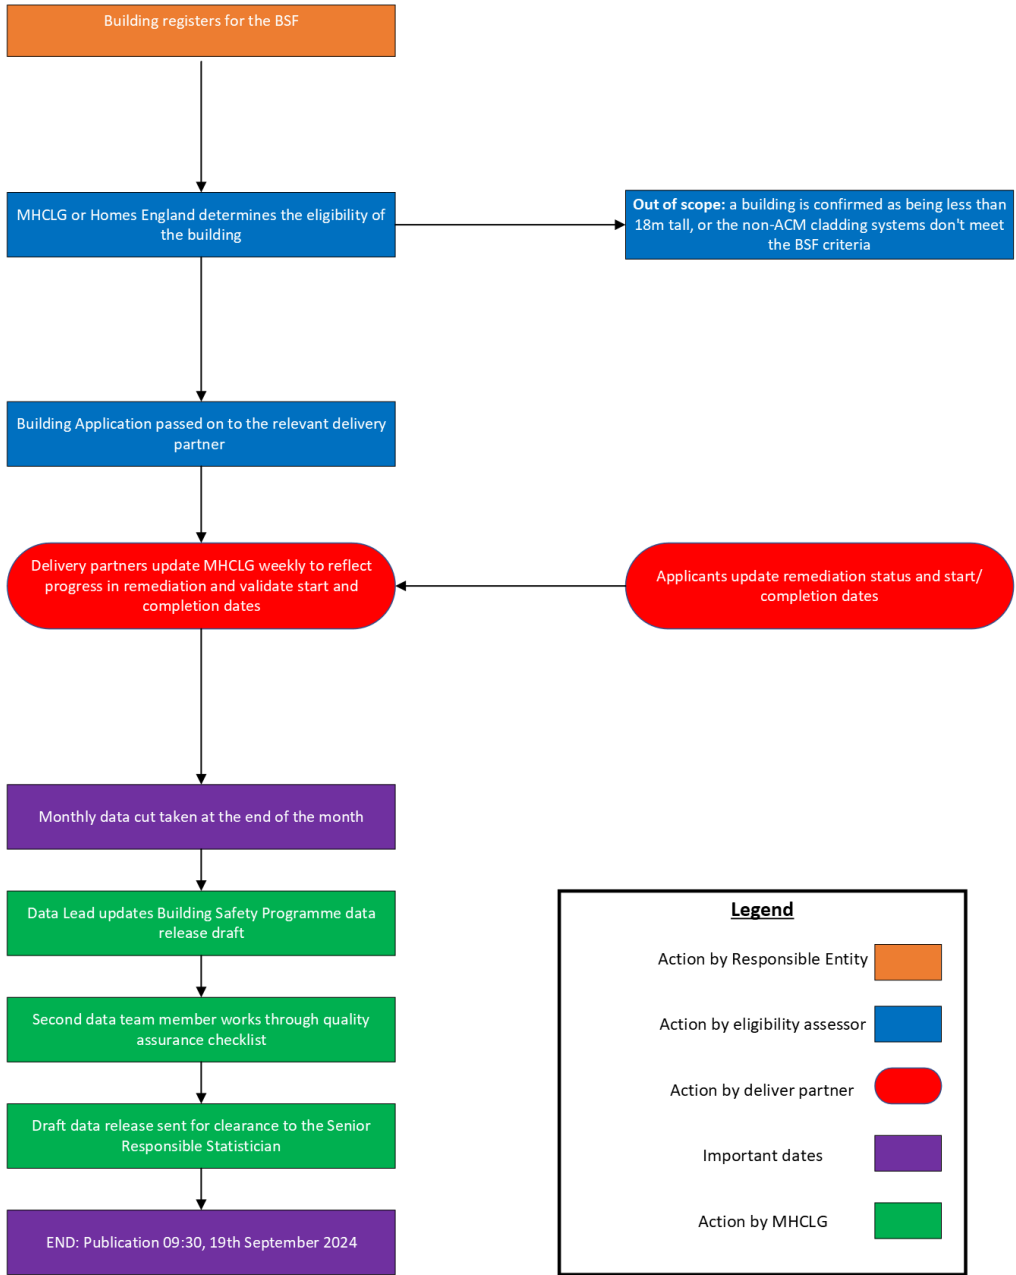 Building registers for the BSF
MHCLG or Homes England determines the eligibility of
the building
Out of scope: a building is confirmed as being less than
18m tall, or the non-ACM cladding systems don't meet
the BSF criteria
Building Application passed on to the relevant delivery
partner
Delivery partners update MHCLG weekly to reflect
progress in remediation and validate start and
completion dates
Applicants update remediation status and start/
completion dates
Monthly data cut taken at the end of the month
Data Lead updates Building Safety Programme data
release draft
Second data team member works through quality
assurance checklist
Draft data release sent for clearance to the Senior
Responsible Statistician
END: Publication 09:30, 19th September 2024
Legend
Action by Responsible Entity
Action by eligibility assessor
Action by deliver partner
Important dates
Action by MHCLG